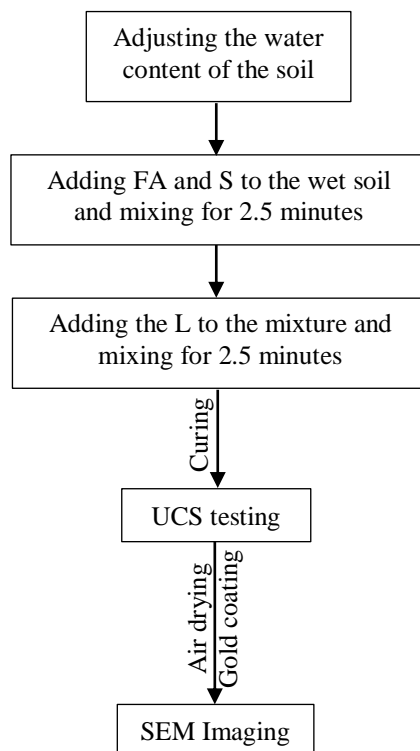 Adjusting the water
content of the soil
Adding FA and S to the wet soil
and mixing for 2.5 minutes
Adding the L to the mixture and
mixing for 2.5 minutes
Curing
UCS testing
Air drying
Gold coating
SEM Imaging